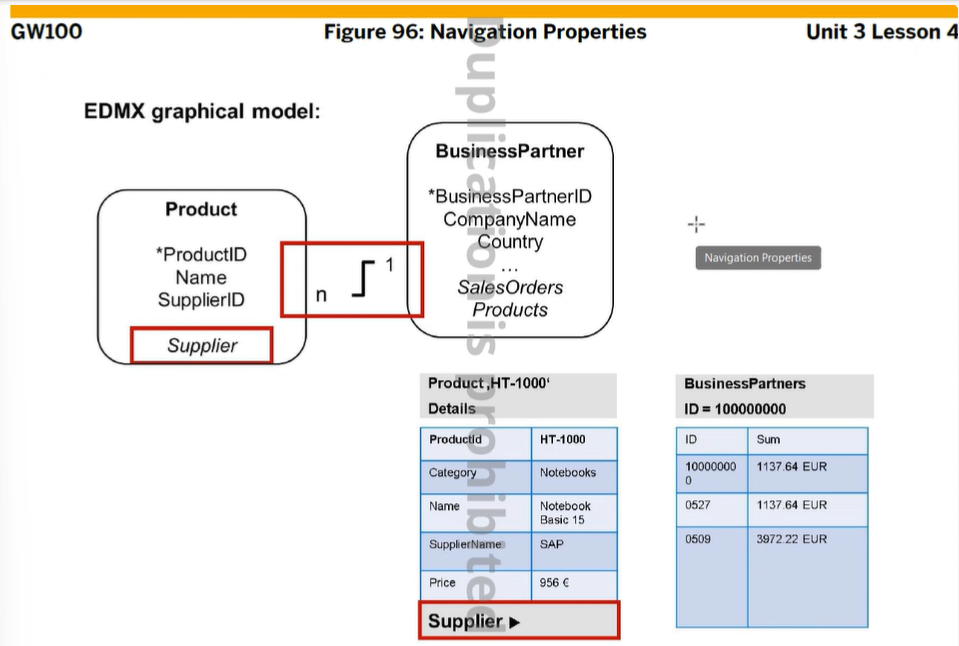 GW100
Figure 96: Navigation Properties
Unit 3 Lesson 4
EDMX graphical model:
Product
*ProductID
Name
SupplierID
Supplier
n
1
BusinessPartner
*BusinessPartnerID
CompanyName
Country
...
SalesOrders
Products
Navigation Properties
Duplication is prohibited
Product ‚HT-1000‘
Details
ProductId HT-1000
Category Notebooks
Name Notebook
Basic 15
SupplierName SAP
Price 956 €
Supplier ▶
BusinessPartners
ID = 100000000
ID Sum
10000000
0 1137.64 EUR
0527 1137.64 EUR
0509 3972.22 EUR